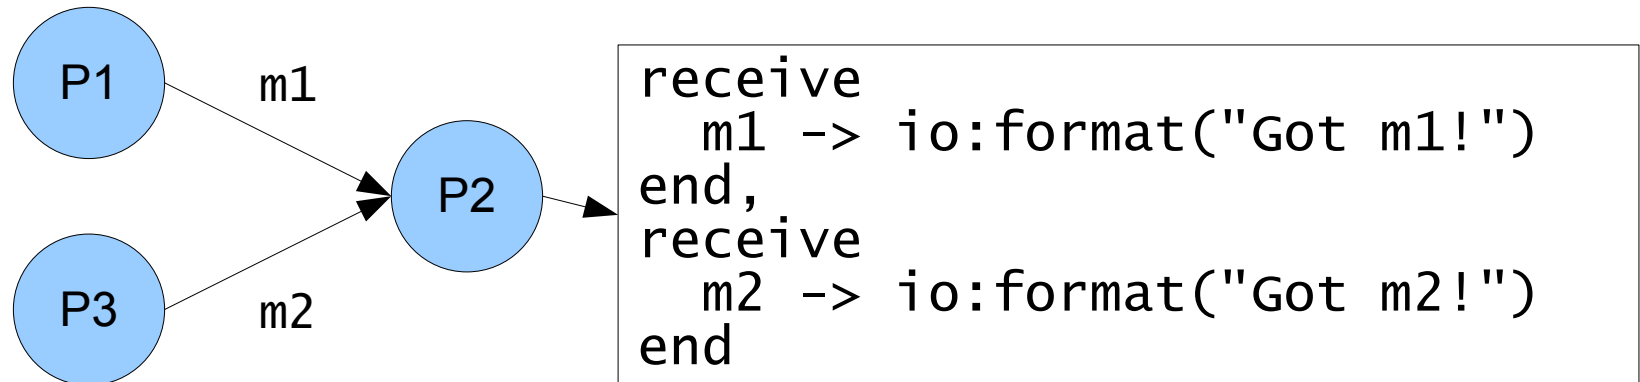 P1
m1
P2
P3
m2
receive
  m1 -> io:format("Got m1!")
end,
receive
  m2 -> io:format("Got m2!")
end